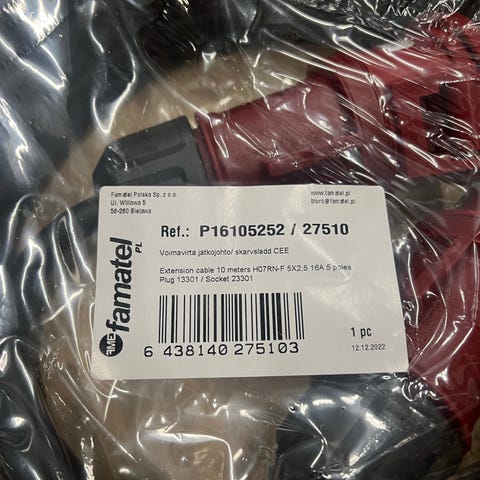 Famatel Polska Sp. z o.o.
Ul. Willowa 5
58-260 Bielawa
www.famatel.pl
biuro@famatel.pl
Ref.: P16105252 / 27510
Voimavirta jatkojohto/ skarvsladd CEE
Extension cable 10 meters H07RN-F 5X2,5 16A 5 poles
Plug 13301 / Socket 23301
famatel PL
6 438140 275103
1 pc
12.12.2022